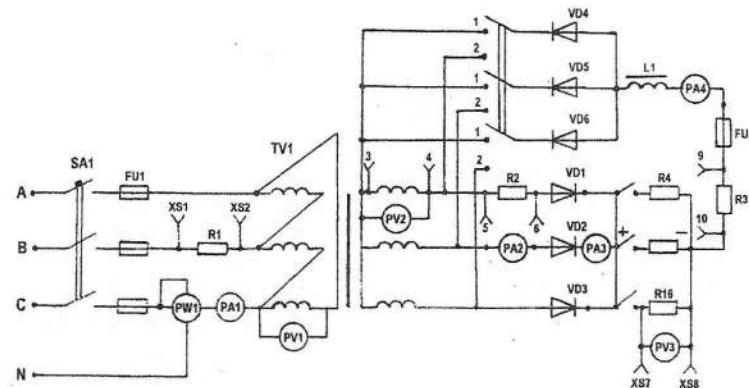 1
VD4
2
1
VD5
L1
PA4
2
1
VD6
FU
SA1
FU1
TV1
3
4
2
9
A
XS1
XS2
R2
VD1
R4
R3
PV2
5
6
B
R1
PA2
VD2
PA3
+
−
10
C
PW1
PA1
VD3
R16
PV1
PV3
N
XS7
XS8